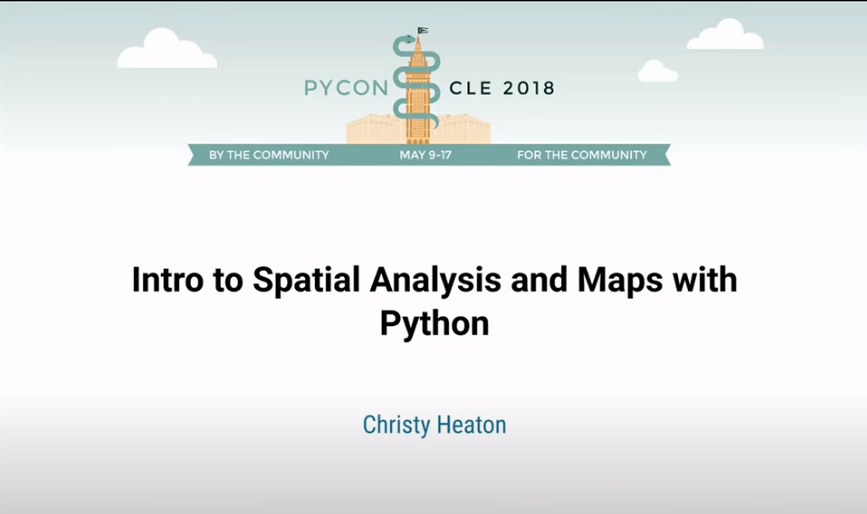 PYCON CLE 2018
BY THE COMMUNITY MAY 9-17 FOR THE COMMUNITY
Intro to Spatial Analysis and Maps with
Python
Christy Heaton